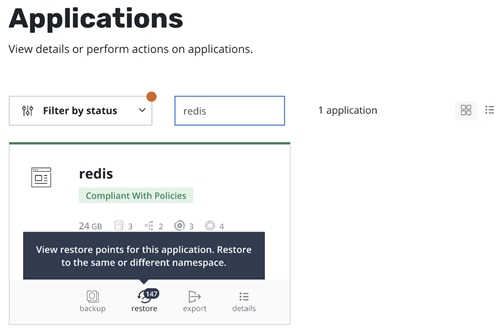 Applications
View details or perform actions on applications.
Filter by status
redis
1 application
redis
Compliant With Policies
24 GB 3 2 3 4
View restore points for this application. Restore
to the same or different namespace.
147
backup restore export details